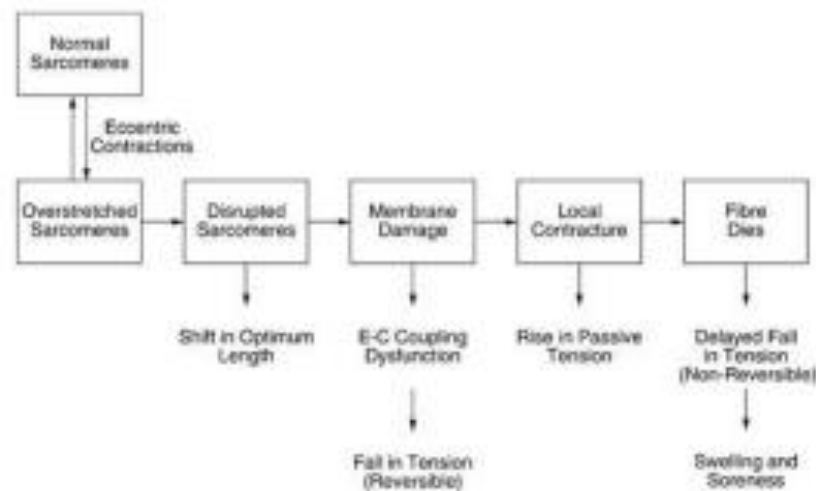 Normal
Sarcomeres
Eccentric
Contractions
Overstretched
Sarcomeres
Disrupted
Sarcomeres
Membrane
Damage
Local
Contracture
Fibre
Dies
Shift in Optimum
Length
E-C Coupling
Dysfunction
Rise in Passive
Tension
Delayed Fall
in Tension
(Non-Reversible)
Fall in Tension
(Reversible)
Swelling and
Soreness